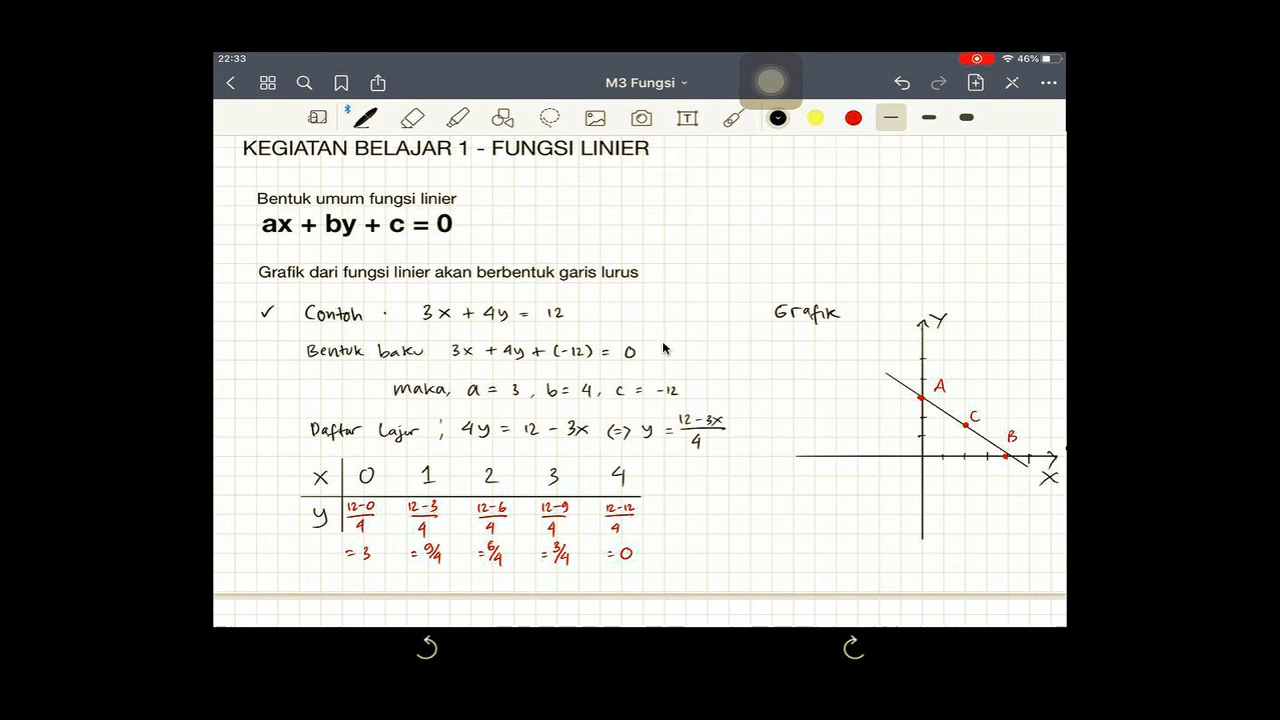 22:33
46%
M3 Fungsi
KEGIATAN BELAJAR 1 - FUNGSI LINIER
Bentuk umum fungsi linier
ax + by + c = 0
Grafik dari fungsi linier akan berbentuk garis lurus
✓ Contoh . 3x + 4y = 12
Bentuk baku 3x + 4y + (-12) = 0
maka, a = 3 , b = 4, c = -12
Daftar Lajur ; 4y = 12 - 3x (=> y = 12-3x/4
x 0 1 2 3 4
y 12-0/4 12-3/4 12-6/4 12-9/4 12-12/4
= 3 = 9/4 = 6/4 = 3/4 = 0
Grafik
Y
A
C
B
X